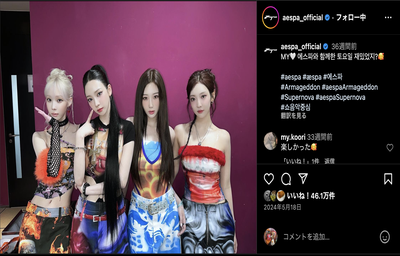 aespa_official • フォロー中
aespa_official 36週間前
MY 에스파와 함께한 토요일 재밌었지?
#aespa #æspa #에스파
#Armageddon #aespaArmageddon
#Supernova #aespaSupernova
#쇼음악중심
翻訳を見る
my.koori 33週間前
楽しかった
「いいね！」1件 返信
いいね！46.1万件
2024年5月18日
コメントを追加...